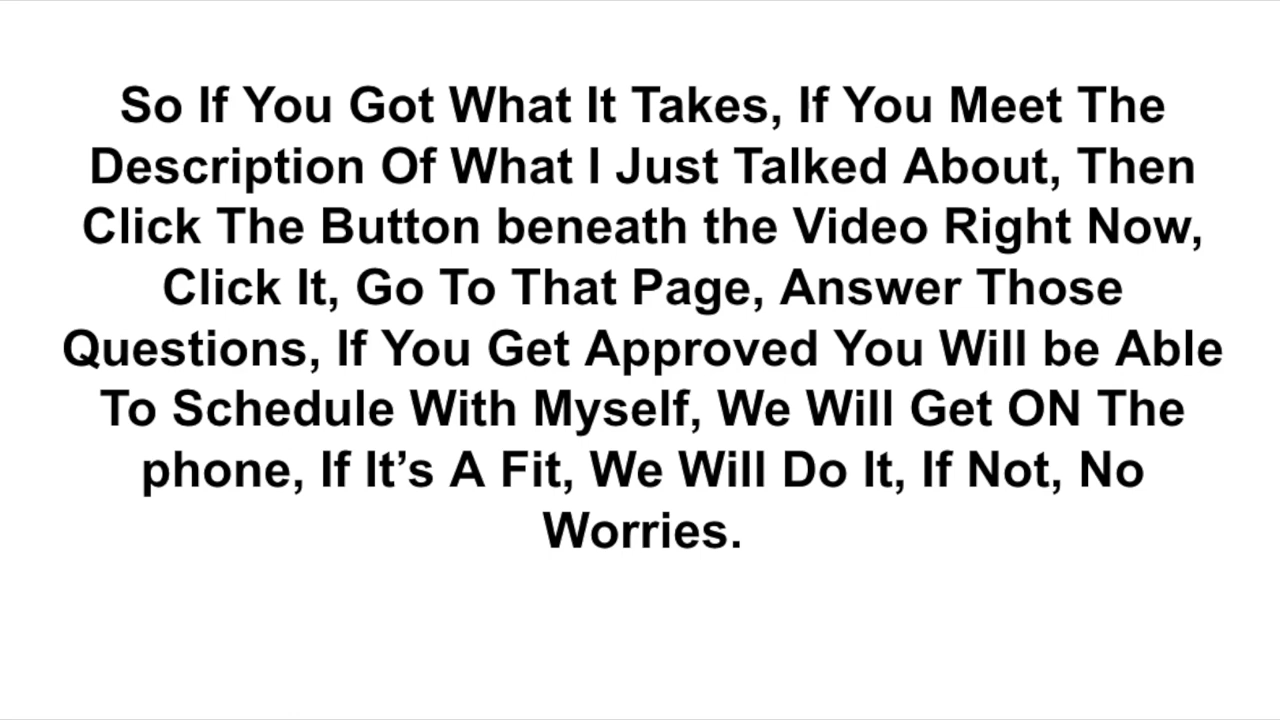 So If You Got What It Takes, If You Meet The
Description Of What I Just Talked About, Then
Click The Button beneath the Video Right Now,
Click It, Go To That Page, Answer Those
Questions, If You Get Approved You Will be Able
To Schedule With Myself, We Will Get ON The
phone, If It’s A Fit, We Will Do It, If Not, No
Worries.